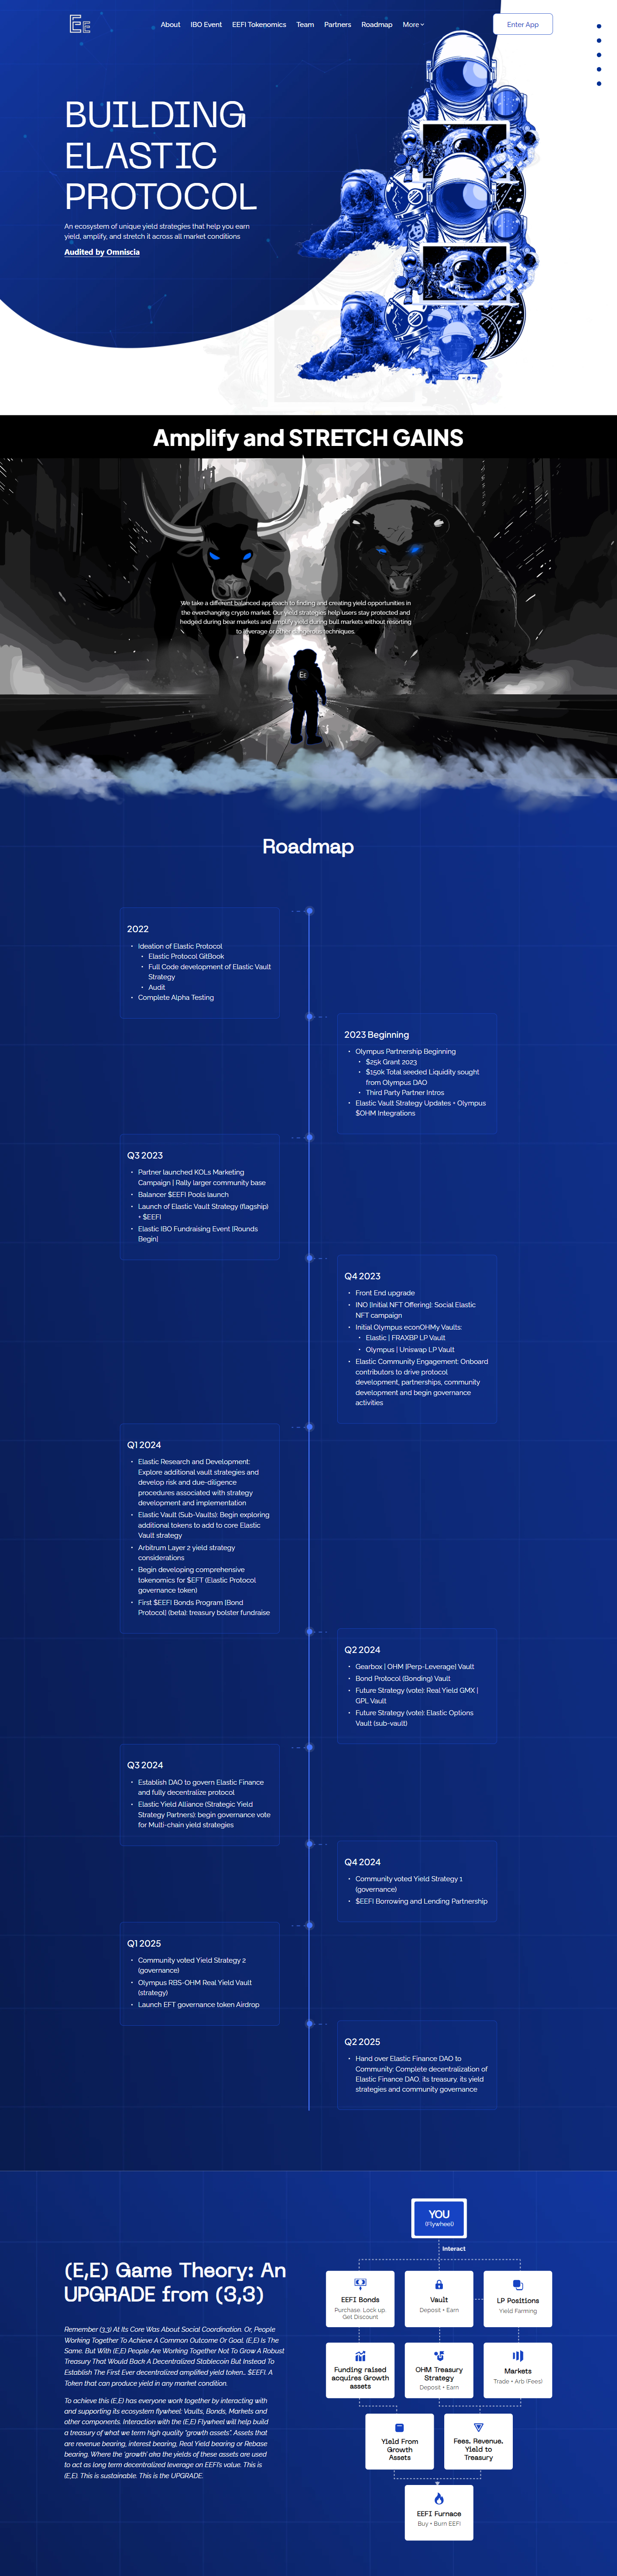 EE
About IBO Event EEFI Tokenomics Team Partners Roadmap More Enter App
BUILDING
ELASTIC
PROTOCOL
An ecosystem of unique yield strategies that help you earn
yield, amplify, and stretch it across all market conditions
Audited by Omniscia
Amplify and STRETCH GAINS
We take a different balanced approach to finding and creating yield opportunities in
the everchanging crypto market. Our yield strategies help users stay protected and
hedged during bear markets and amplify yield during bull markets without resorting
to leverage or other dangerous techniques.
EE
Roadmap
2022
• Ideation of Elastic Protocol
• Elastic Protocol GitBook
• Full Code development of Elastic Vault
Strategy
• Audit
• Complete Alpha Testing
2023 Beginning
• Olympus Partnership Beginning
• $25k Grant 2023
• $150k Total seeded Liquidity sought
from Olympus DAO
• Third Party Partner Intros
• Elastic Vault Strategy Updates + Olympus
$OHM Integrations
Q3 2023
• Partner launched KOLs Marketing
Campaign | Rally larger community base
• Balancer $EEFI Pools launch
• Launch of Elastic Vault Strategy (flagship)
+ $EEFI
• Elastic IBO Fundraising Event [Rounds
Begin]
Q4 2023
• Front End upgrade
• INO [Initial NFT Offering]: Social Elastic
NFT campaign
• Initial Olympus econOHMy Vaults:
• Elastic | FRAXBP LP Vault
• Olympus | Uniswap LP Vault
• Elastic Community Engagement: Onboard
contributors to drive protocol
development, partnerships, community
development and begin governance
activities
Q1 2024
• Elastic Research and Development:
Explore additional vault strategies and
develop risk and due-diligence
procedures associated with strategy
development and implementation
• Elastic Vault (Sub-Vaults): Begin exploring
additional tokens to add to core Elastic
Vault strategy
• Arbitrum Layer 2 yield strategy
considerations
• Begin developing comprehensive
tokenomics for $EFT (Elastic Protocol
governance token)
• First $EEFI Bonds Program [Bond
Protocol] (beta): treasury bolster fundraise
Q2 2024
• Gearbox | OHM [Perp-Leverage] Vault
• Bond Protocol (Bonding) Vault
• Future Strategy (vote): Real Yield GMX |
GPL Vault
• Future Strategy (vote): Elastic Options
Vault (sub-vault)
Q3 2024
• Establish DAO to govern Elastic Finance
and fully decentralize protocol
• Elastic Yield Alliance (Strategic Yield
Strategy Partners): begin governance vote
for Multi-chain yield strategies
Q4 2024
• Community voted Yield Strategy 1
(governance)
• $EEFI Borrowing and Lending Partnership
Q1 2025
• Community voted Yield Strategy 2
(governance)
• Olympus RBS-OHM Real Yield Vault
(strategy)
• Launch EFT governance token Airdrop
Q2 2025
• Hand over Elastic Finance DAO to
Community: Complete decentralization of
Elastic Finance DAO, its treasury, its yield
strategies and community governance
(E,E) Game Theory: An
UPGRADE from (3,3)
Remember (3,3) At Its Core Was About Social Coordination. Or, People
Working Together To Achieve A Common Outcome Or Goal. (E,E) Is The
Same. But With (E,E) People Are Working Together Not To Grow A Robust
Treasury That Would Back A Decentralized Stablecoin But Instead To
Establish The First Ever decentralized amplified yield token.. $EEFI. A
Token that can produce yield in any market condition.
To achieve this (E,E) has everyone work together by interacting with
and supporting its ecosystem flywheel: Vaults, Bonds, Markets and
other components. Interaction with the (E,E) Flywheel will help build
a treasury of what we term high quality "growth assets". Assets that
are revenue bearing, interest bearing, Real Yield bearing or Rebase
bearing. Where the 'growth' aka the yields of these assets are used
to act as long term decentralized leverage on EEFI's value. This is
(E,E). This is sustainable. This is the UPGRADE.
YOU
(Flywheel)
Interact
EEFI Bonds
Purchase: Lock up
Get Discount
Vault
Deposit + Earn
LP Positions
Yield Farming
Funding raised
acquires Growth
assets
OHM Treasury
Strategy
Deposit + Earn
Markets
Trade + Arb (Fees)
Yield From
Growth
Assets
Fees, Revenue,
Yield to
Treasury
EEFI Furnace
Buy + Burn EEFI